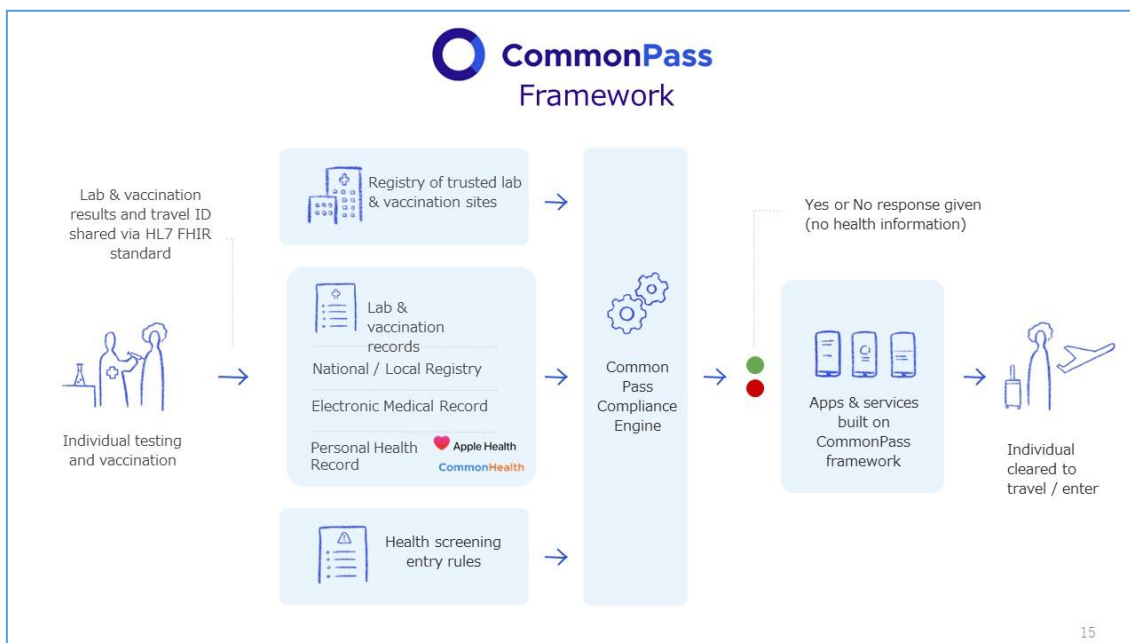 CommonPass
Framework
Lab & vaccination
results and travel ID
shared via HL7 FHIR
standard
Individual testing
and vaccination
Registry of trusted lab
& vaccination sites
Lab &
vaccination
records
National / Local Registry
Electronic Medical Record
Personal Health
Record
Apple Health
CommonHealth
Health screening
entry rules
Common
Pass
Compliance
Engine
Yes or No response given
(no health information)
Apps & services
built on
CommonPass
framework
Individual
cleared to
travel / enter
15